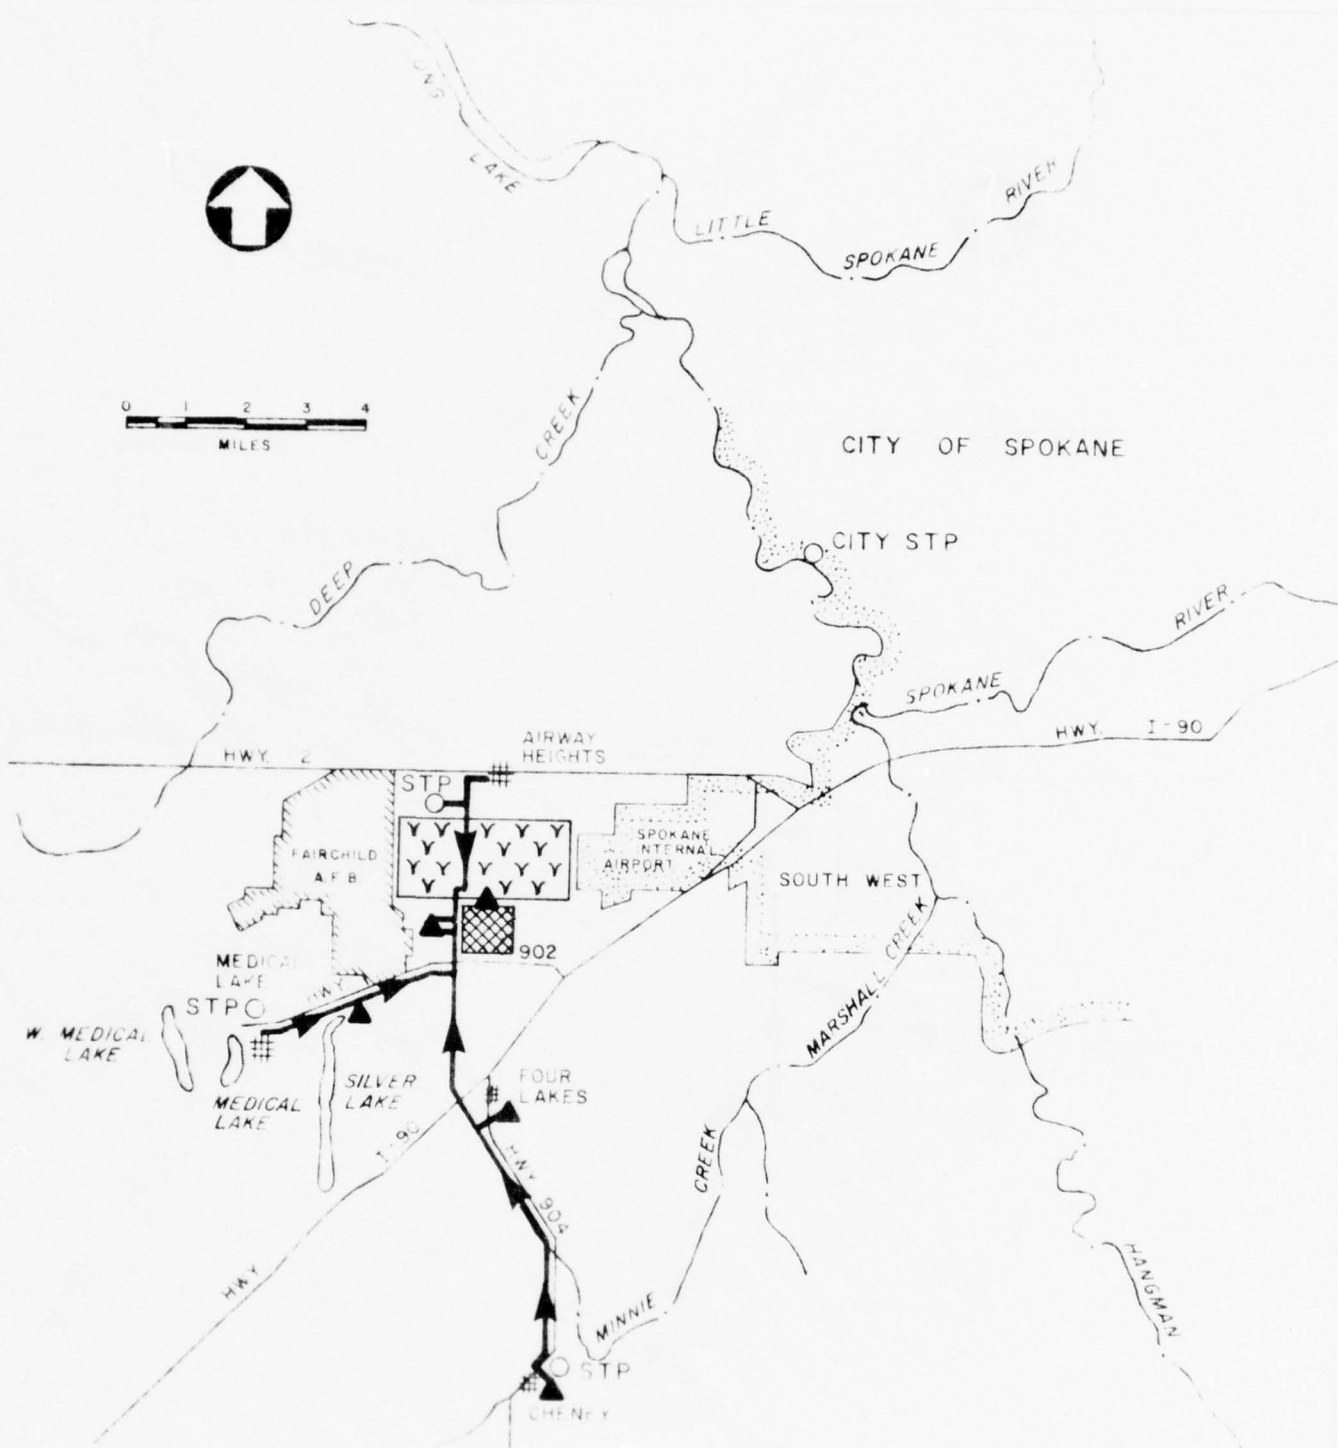 ONG
LAKE
LITTLE
SPOKANE
RIVER
0 1 2 3 4
MILES
CREEK
CITY OF SPOKANE
CITY STP
DEEP
RIVER
SPOKANE
HWY. I-90
HWY. 2
AIRWAY
HEIGHTS
STP
SPOKANE
INTERNAL
AIRPORT
FAIRCHILD
A.F.B.
SOUTH WEST
902
MEDICAL
LAKE
HWY
STP
W. MEDICAL
LAKE
MARSHALL CREEK
SILVER
LAKE
FOUR
LAKES
MEDICAL
LAKE
I-90
HWY
HWY 904
CREEK
MINNIE
HANGMAN
STP
CHENEY